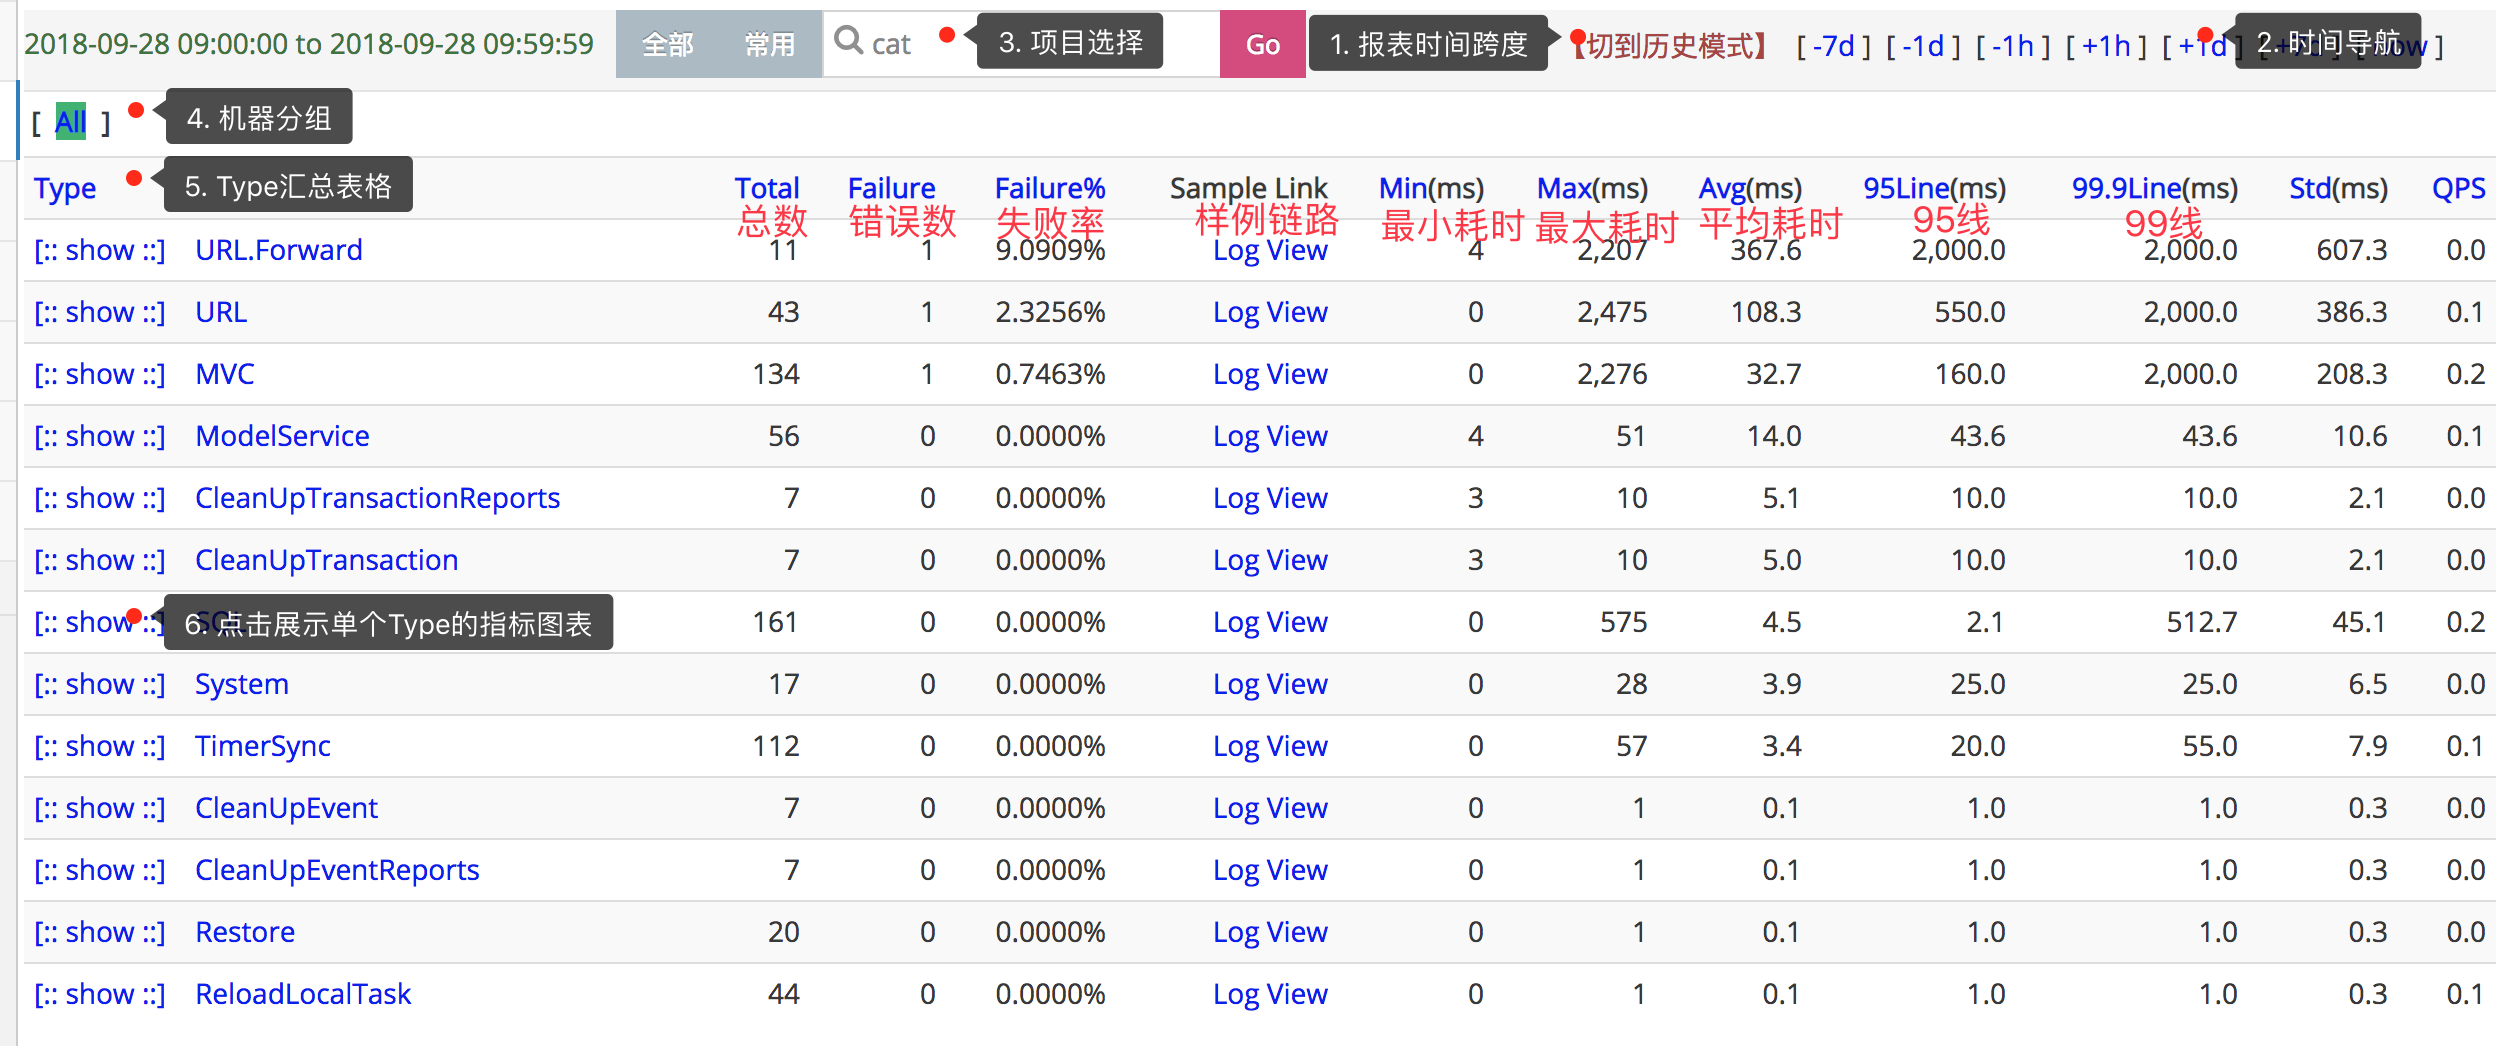 2018-09-28 09:00:00 to 2018-09-28 09:59:59 全部 常用 cat 3. 项目选择 Go 1. 报表时间跨度 【切到历史模式】 [ -7d ] [ -1d ] [ -1h ] [ +1h ] [ +1d ] 2. 时间导航 ]
[ All ] 4. 机器分组
Type 5. Type汇总表格 Total Failure Failure% Sample Link Min(ms) Max(ms) Avg(ms) 95Line(ms) 99.9Line(ms) Std(ms) QPS
总数 错误数 失败率 样例链路 最小耗时 最大耗时 平均耗时 95线 99线
[:: show ::] URL.Forward 11 1 9.0909% Log View 4 2,207 367.6 2,000.0 2,000.0 607.3 0.0
[:: show ::] URL 43 1 2.3256% Log View 0 2,475 108.3 550.0 2,000.0 386.3 0.1
[:: show ::] MVC 134 1 0.7463% Log View 0 2,276 32.7 160.0 2,000.0 208.3 0.2
[:: show ::] ModelService 56 0 0.0000% Log View 4 51 14.0 43.6 43.6 10.6 0.1
[:: show ::] CleanUpTransactionReports 7 0 0.0000% Log View 3 10 5.1 10.0 10.0 2.1 0.0
[:: show ::] CleanUpTransaction 7 0 0.0000% Log View 3 10 5.0 10.0 10.0 2.1 0.0
[:: show ::] 6. 点击展示单个Type的指标图表 161 0 0.0000% Log View 0 575 4.5 2.1 512.7 45.1 0.2
[:: show ::] System 17 0 0.0000% Log View 0 28 3.9 25.0 25.0 6.5 0.0
[:: show ::] TimerSync 112 0 0.0000% Log View 0 57 3.4 20.0 55.0 7.9 0.1
[:: show ::] CleanUpEvent 7 0 0.0000% Log View 0 1 0.1 1.0 1.0 0.3 0.0
[:: show ::] CleanUpEventReports 7 0 0.0000% Log View 0 1 0.1 1.0 1.0 0.3 0.0
[:: show ::] Restore 20 0 0.0000% Log View 0 1 0.1 1.0 1.0 0.3 0.0
[:: show ::] ReloadLocalTask 44 0 0.0000% Log View 0 1 0.1 1.0 1.0 0.3 0.1